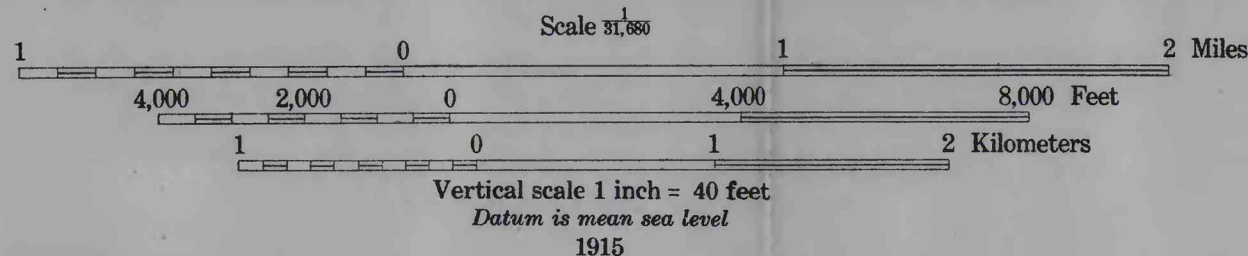 Scale 1/31,680
1 0 1 2 Miles
4,000 2,000 0 4,000 8,000 Feet
1 0 1 2 Kilometers
Vertical scale 1 inch = 40 feet
Datum is mean sea level
1915